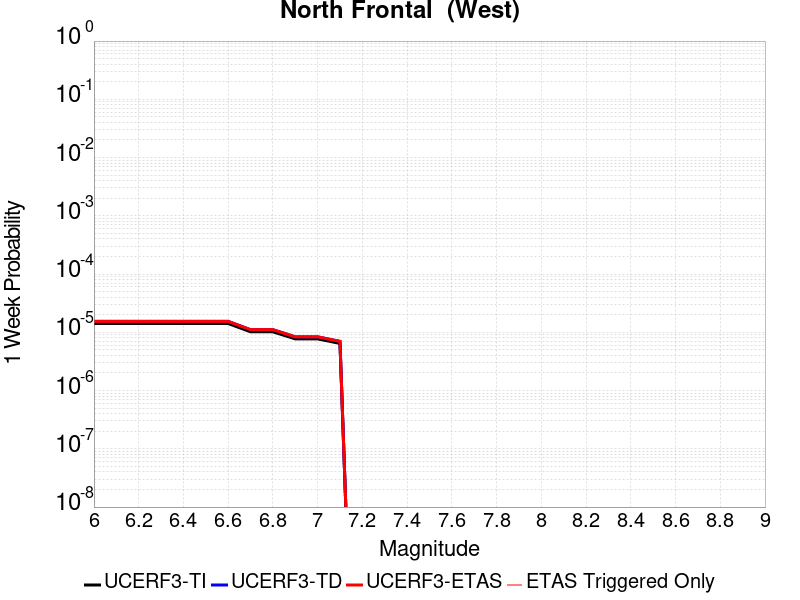 North Frontal  (West)
10^0
10^-1
10^-2
10^-3
10^-4
10^-5
10^-6
10^-7
10^-8
1 Week Probability
6 6.2 6.4 6.6 6.8 7 7.2 7.4 7.6 7.8 8 8.2 8.4 8.6 8.8 9
Magnitude
UCERF3-TI UCERF3-TD UCERF3-ETAS ETAS Triggered Only